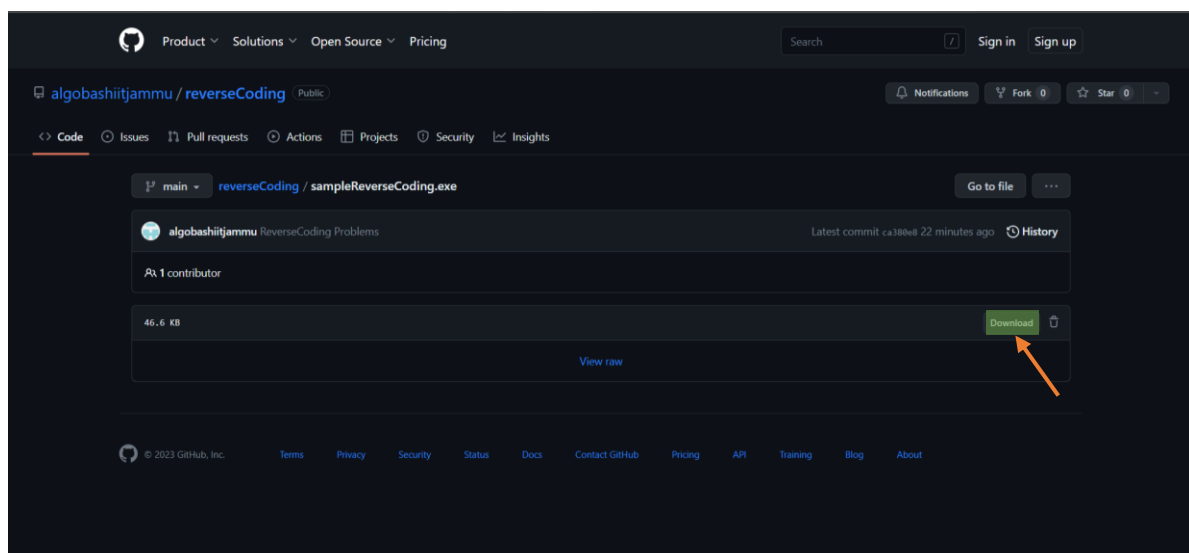 Product Solutions Open Source Pricing Search / Sign in Sign up
algobashiitjammu / reverseCoding Public Notifications Fork 0 Star 0
<> Code Issues Pull requests Actions Projects Security Insights
main reverseCoding / sampleReverseCoding.exe Go to file ...
algobashiitjammu ReverseCoding Problems Latest commit ca380e8 22 minutes ago History
1 contributor
46.6 KB Download
View raw
© 2023 GitHub, Inc. Terms Privacy Security Status Docs Contact GitHub Pricing API Training Blog About